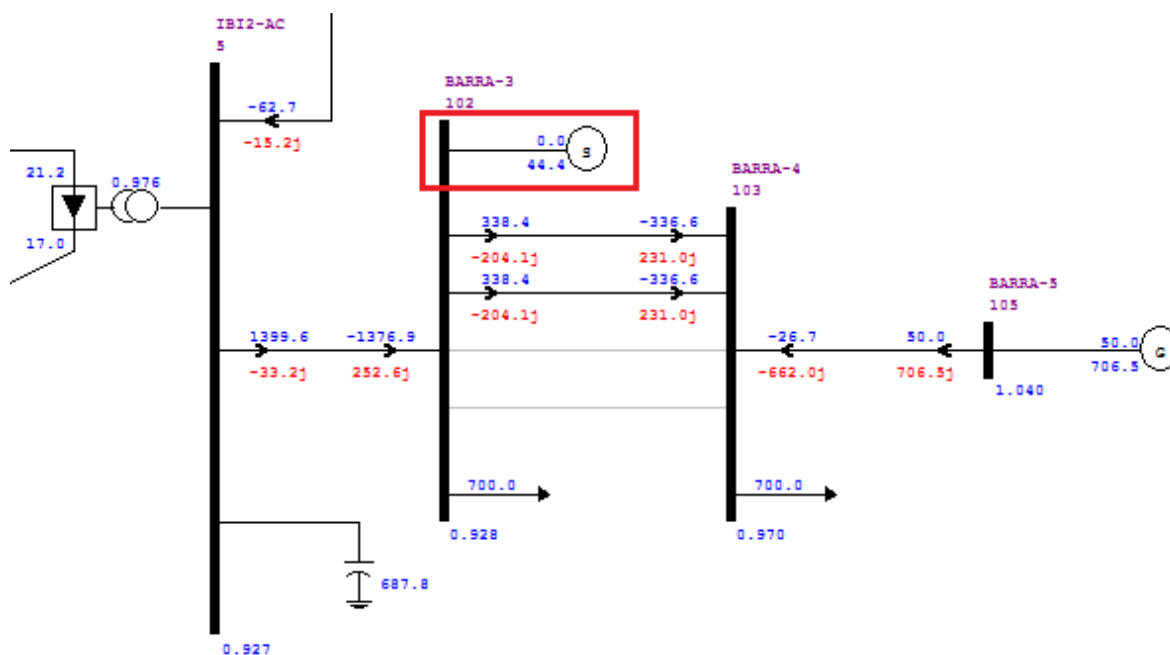 IBI2-AC
5
-62.7
-15.2j
21.2
0.976
17.0
1399.6
-33.2j
-1376.9
252.6j
687.8
0.927
BARRA-3
102
0.0
44.4
S
338.4
-204.1j
-336.6
231.0j
338.4
-204.1j
-336.6
231.0j
700.0
0.928
BARRA-4
103
-26.7
-662.0j
50.0
706.5j
700.0
0.970
BARRA-5
105
50.0
706.5
G
1.040